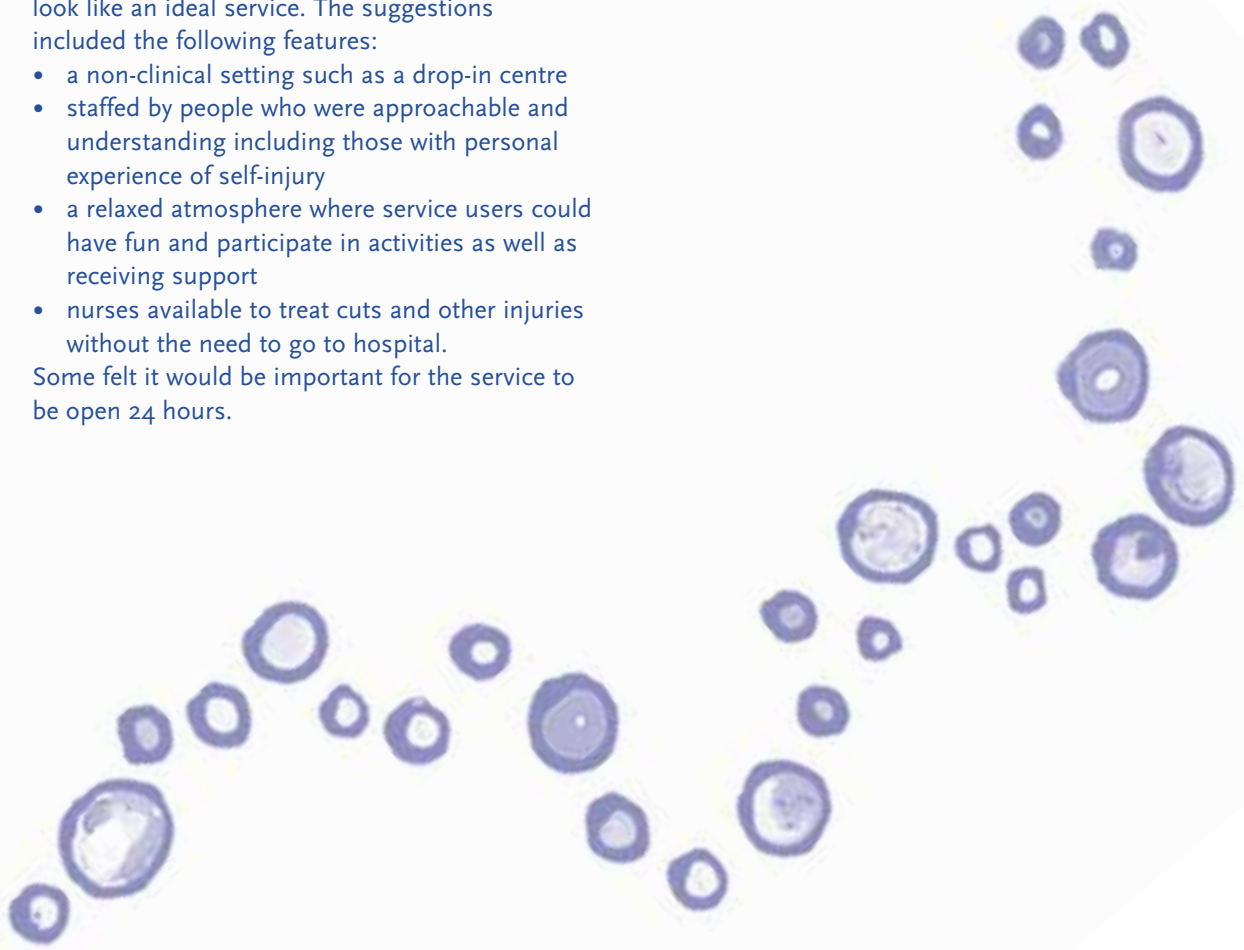 look like an ideal service. The suggestions
included the following features:
• a non-clinical setting such as a drop-in centre
• staffed by people who were approachable and
understanding including those with personal
experience of self-injury
• a relaxed atmosphere where service users could
have fun and participate in activities as well as
receiving support
• nurses available to treat cuts and other injuries
without the need to go to hospital.
Some felt it would be important for the service to
be open 24 hours.